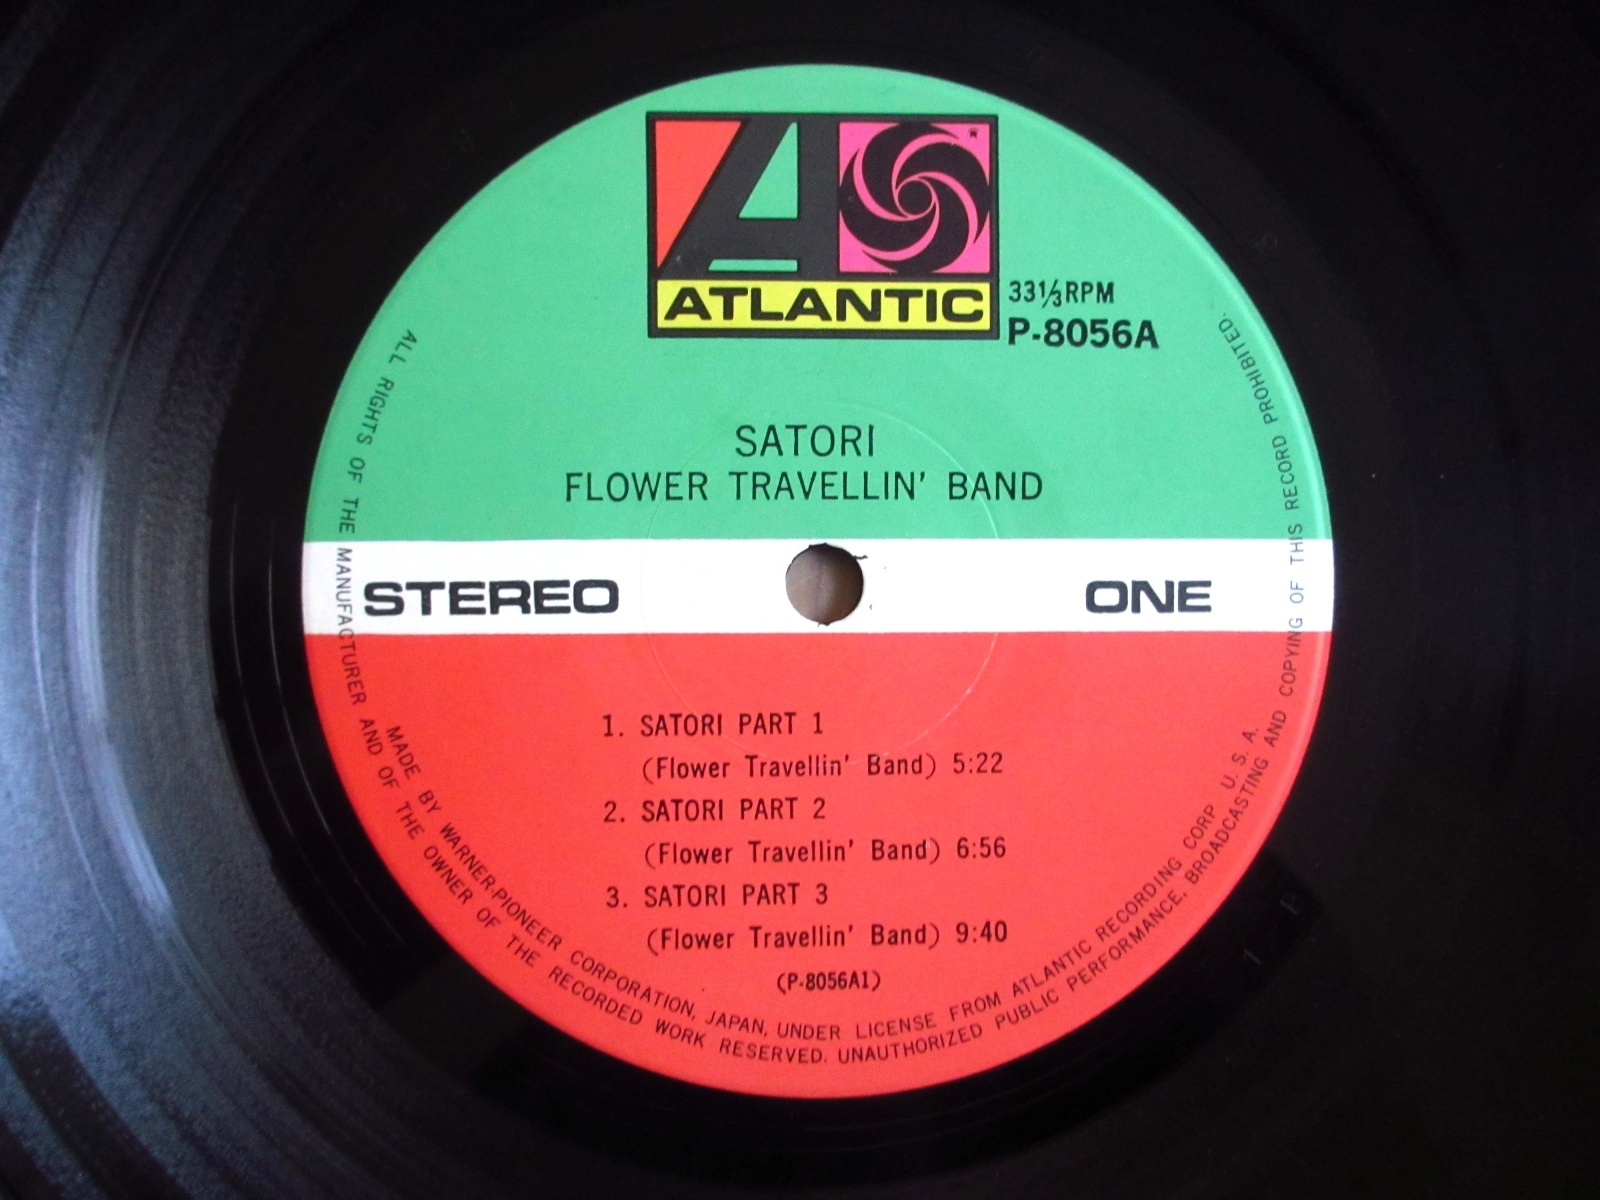 ATLANTIC
33⅓RPM
P-8056A
SATORI
FLOWER TRAVELLIN' BAND
STEREO
ONE
1. SATORI PART 1
(Flower Travellin' Band) 5:22
2. SATORI PART 2
(Flower Travellin' Band) 6:56
3. SATORI PART 3
(Flower Travellin' Band) 9:40
(P-8056A1)
MADE BY WARNER-PIONEER CORPORATION, JAPAN, UNDER LICENSE FROM ATLANTIC RECORDING CORP. U. S. A.
ALL RIGHTS OF THE MANUFACTURER AND OF THE OWNER OF THE RECORDED WORK RESERVED. UNAUTHORIZED PUBLIC PERFORMANCE, BROADCASTING AND COPYING OF THIS RECORD PROHIBITED.
1-P